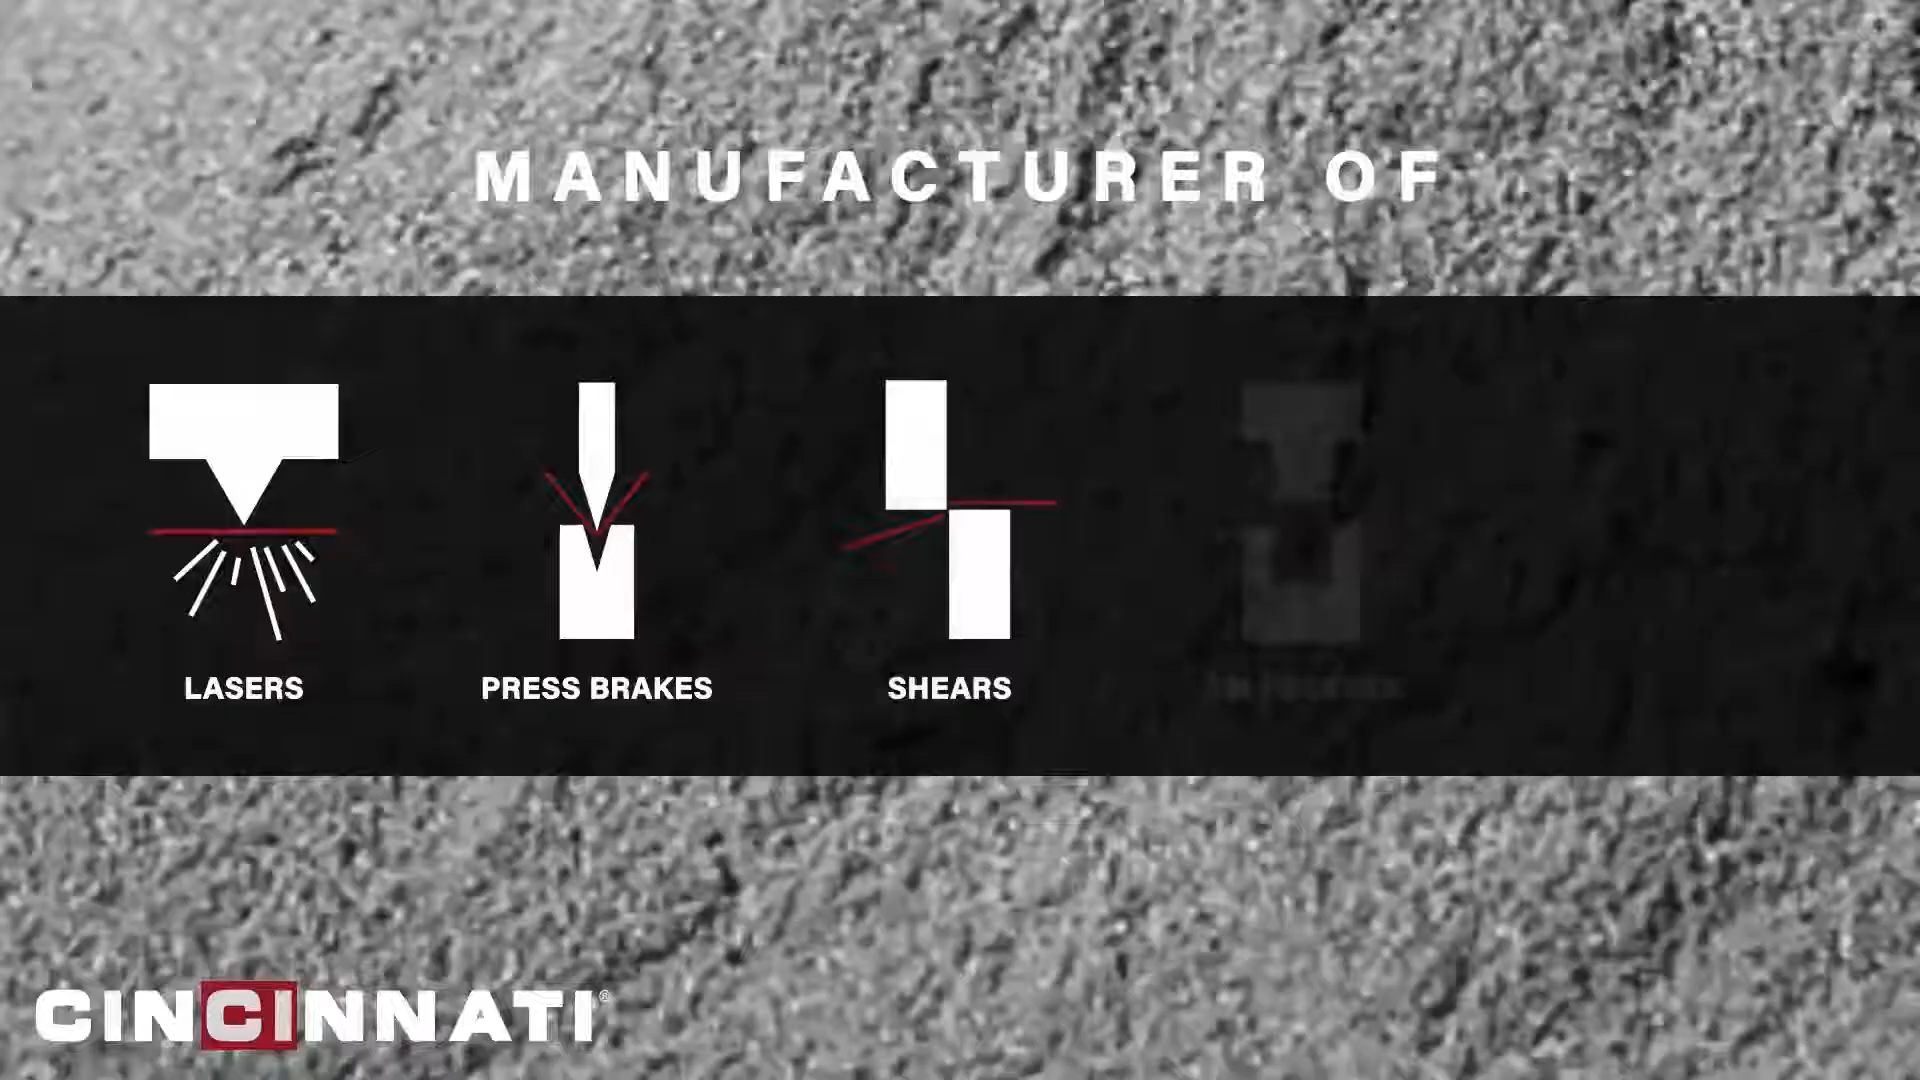 MANUFACTURER OF
LASERS
PRESS BRAKES
SHEARS
CINCINNATI®